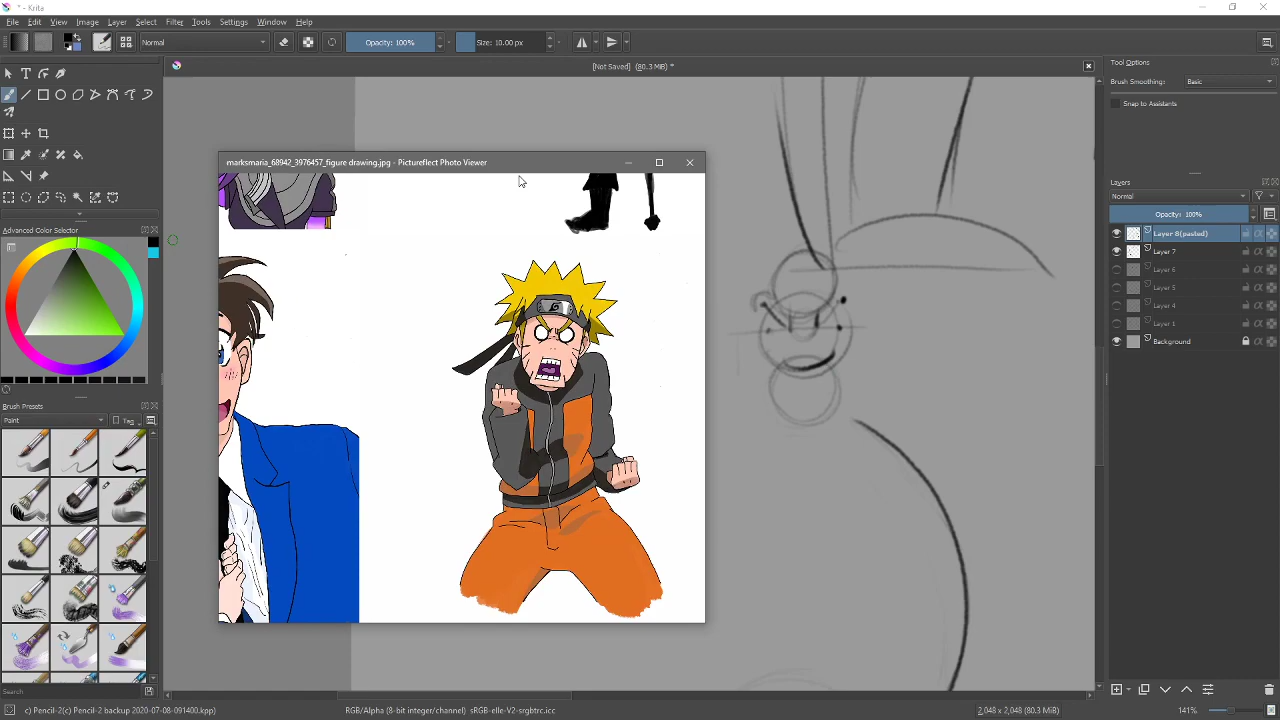 * - Krita
File Edit View Image Layer Select Filter Tools Settings Window Help
Normal Opacity: 100% Size: 10.00 px
[Not Saved] (80.3 MiB) *
Tool Options
Brush Smoothing: Basic
Snap to Assistants
marksmaria_68942_3976457_figure drawing.jpg - Pictureflect Photo Viewer
Layers
Normal
Opacity: 100%
Advanced Color Selector
Layer 8(pasted)
Layer 7
Layer 6
Layer 5
Layer 4
Layer 1
Background
Brush Presets
Paint Tag
Search
c) Pencil-2(c) Pencil-2 backup 2020-07-08-091400.kpp) RGB/Alpha (8-bit integer/channel) sRGB-elle-V2-srgbtrc.icc 2,048 x 2,048 (80.3 MiB) 141%